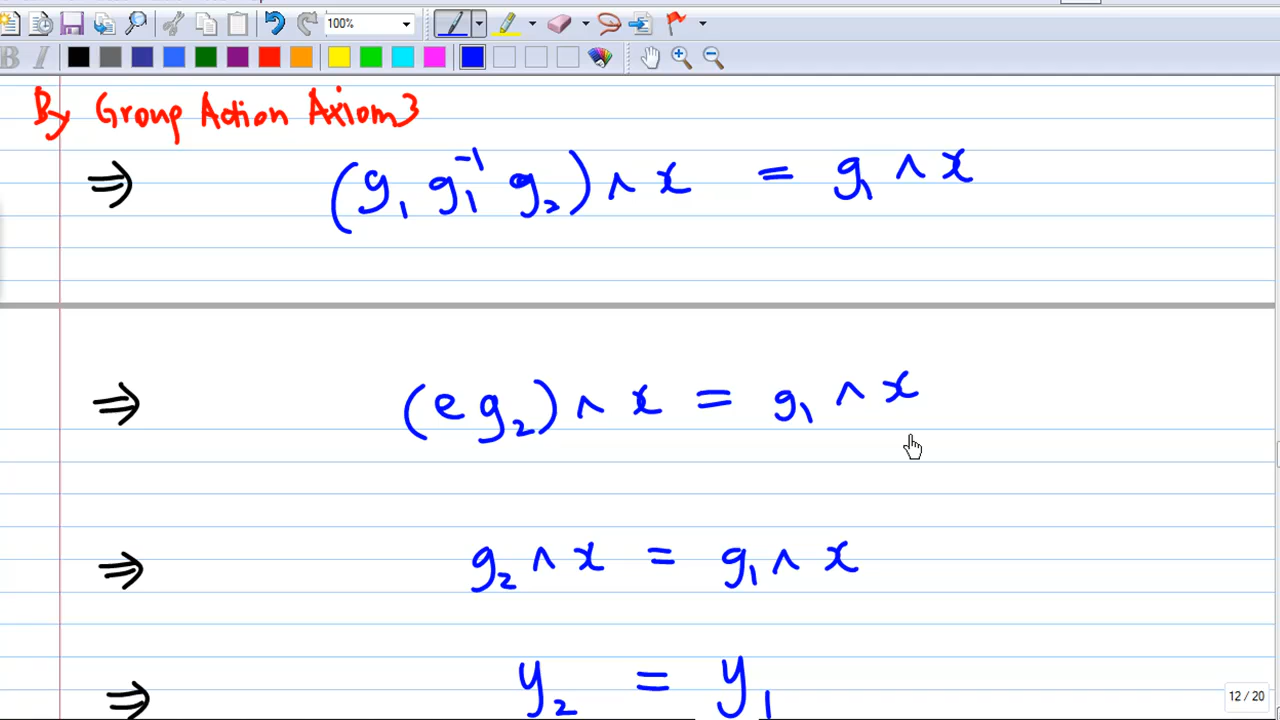 100%
B I
By Group Action Axiom 3
⇒ (g₁ g₁⁻¹ g₂) ∧ x = g₁ ∧ x
⇒ (e g₂) ∧ x = g₁ ∧ x
⇒ g₂ ∧ x = g₁ ∧ x
⇒ y₂ = y₁
12 / 20